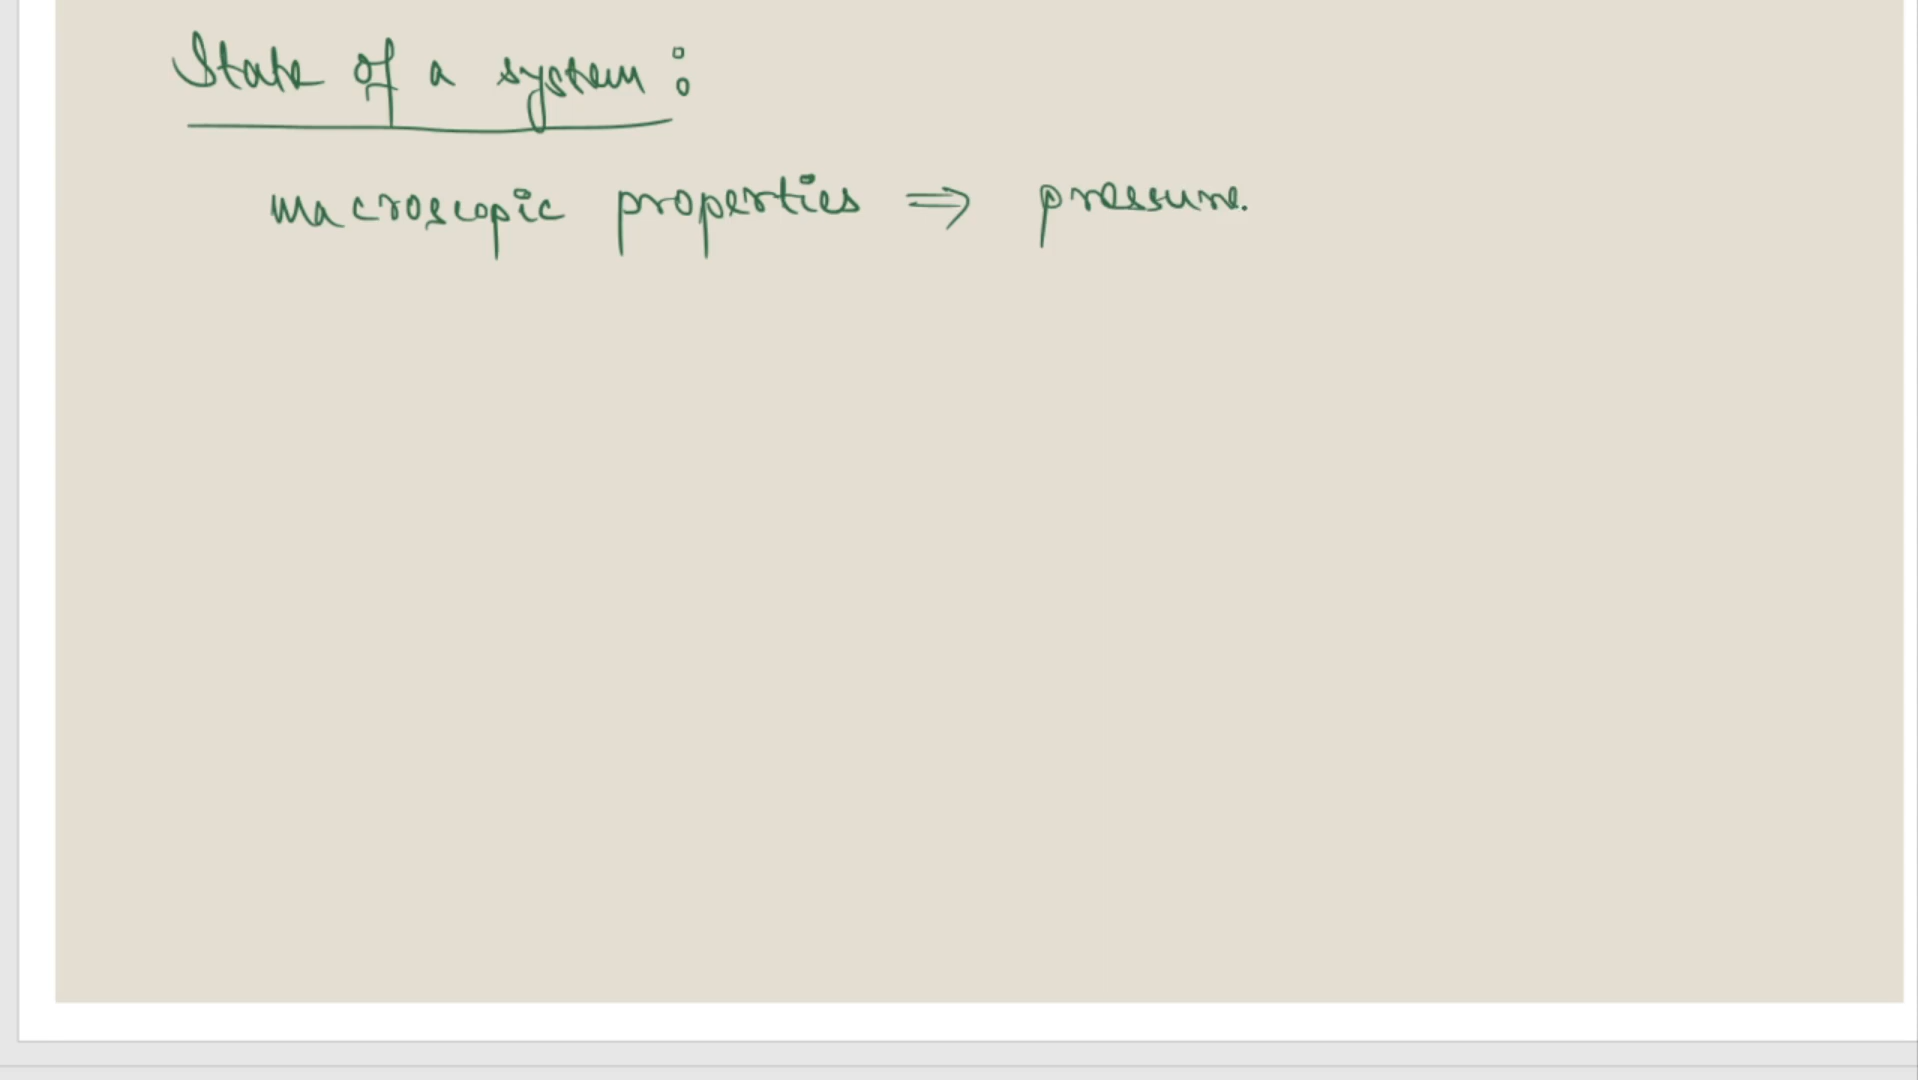 State of a system :
macroscopic properties ⇒ pressure.